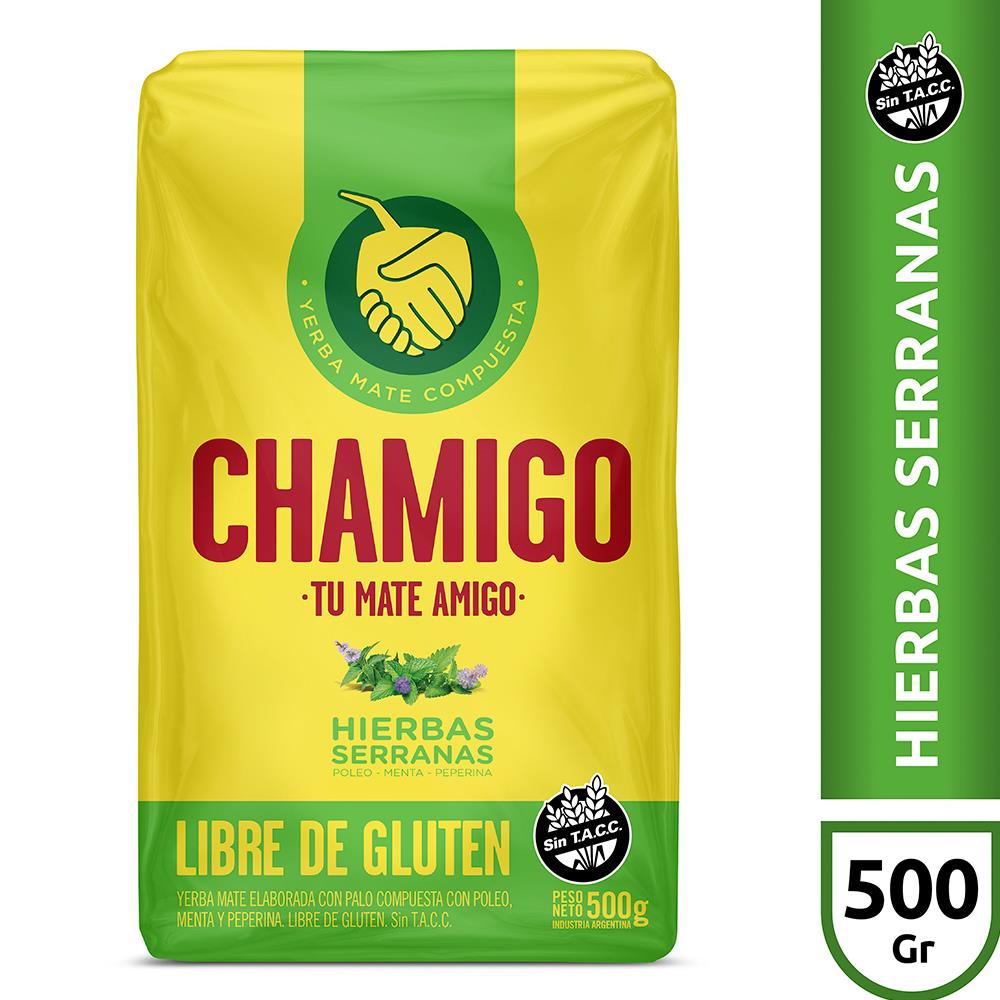 · YERBA MATE COMPUESTA ·
CHAMIGO
·TU MATE AMIGO·
HIERBAS
SERRANAS
POLEO - MENTA - PEPERINA
LIBRE DE GLUTEN
Sin T.A.C.C.
YERBA MATE ELABORADA CON PALO COMPUESTA CON POLEO,
MENTA Y PEPERINA. LIBRE DE GLUTEN. Sin T.A.C.C.
PESO
NETO 500g
INDUSTRIA ARGENTINA
Sin T.A.C.C.
HIERBAS SERRANAS
500
Gr